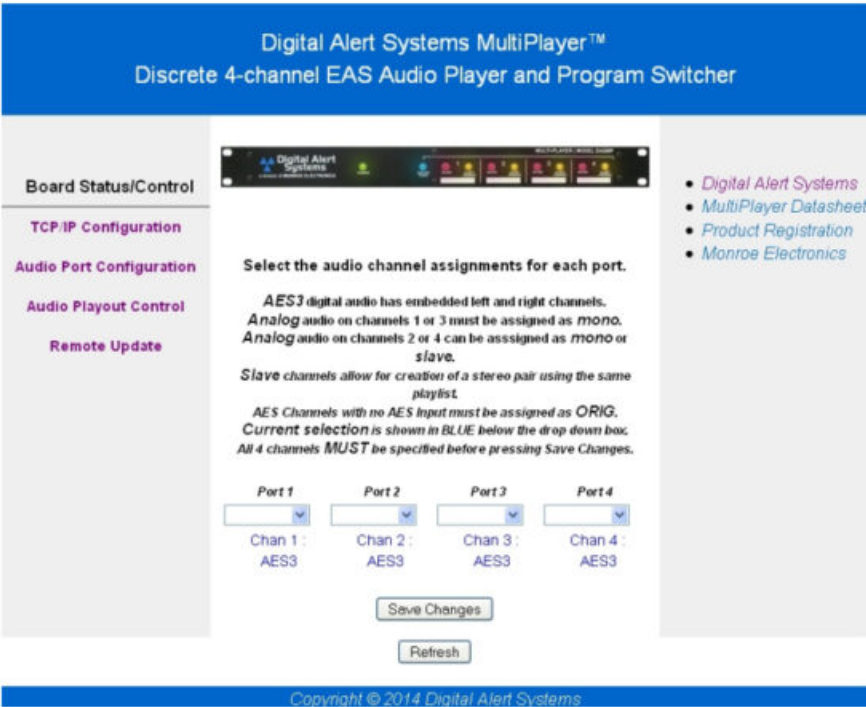 Digital Alert Systems MultiPlayer™
Discrete 4-channel EAS Audio Player and Program Switcher
Board Status/Control
TCP/IP Configuration
Audio Port Configuration
Audio Playout Control
Remote Update
Digital Alert
Systems
Select the audio channel assignments for each port.
AES3 digital audio has embedded left and right channels.
Analog audio on channels 1 or 3 must be assigned as mono.
Analog audio on channels 2 or 4 can be asssigned as mono or
slave.
Slave channels allow for creation of a stereo pair using the same
playlist.
AES Channels with no AES Input must be assigned as ORIG.
Current selection is shown in BLUE below the drop down box.
All 4 channels MUST be specified before pressing Save Changes.
Port 1 Port 2 Port 3 Port 4
Chan 1 : Chan 2 : Chan 3 : Chan 4 :
AES3 AES3 AES3 AES3
Save Changes
Refresh
Digital Alert Systems
MultiPlayer Datasheet
Product Registration
Monroe Electronics
Copyright © 2014 Digital Alert Systems